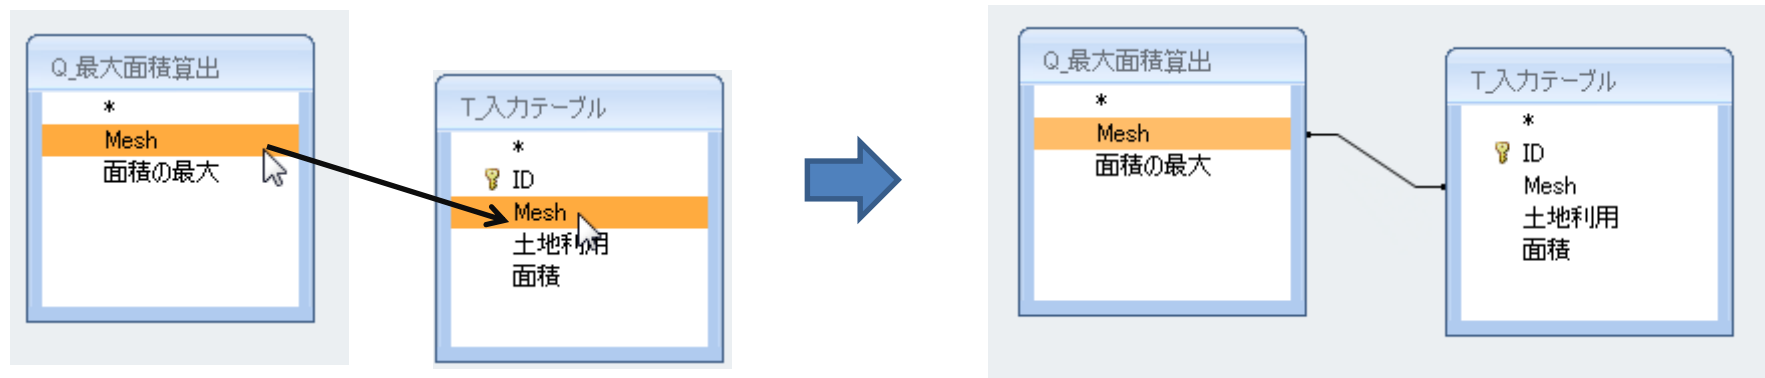 Q_最大面積算出
*
Mesh
面積の最大
T_入力テーブル
*
ID
Mesh
土地利用
面積
Q_最大面積算出
*
Mesh
面積の最大
T_入力テーブル
*
ID
Mesh
土地利用
面積